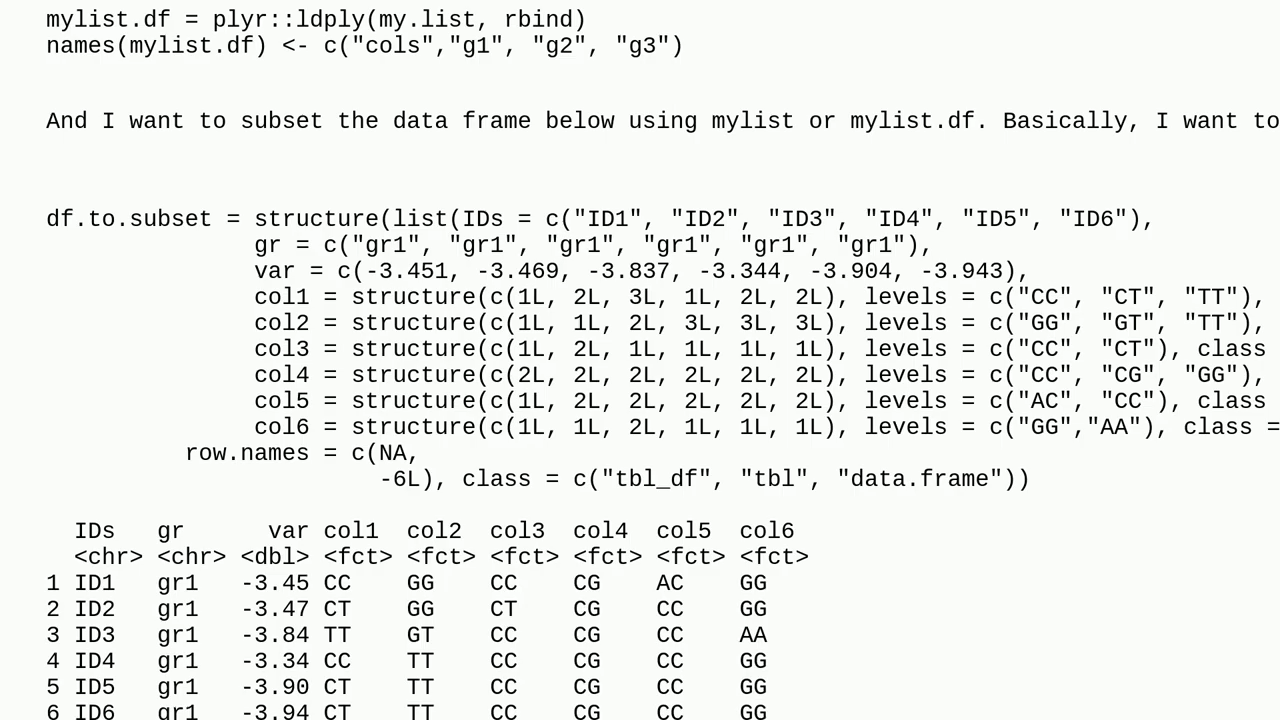 mylist.df = plyr::ldply(my.list, rbind)
names(mylist.df) <- c("cols","g1", "g2", "g3")
And I want to subset the data frame below using mylist or mylist.df. Basically, I want to
df.to.subset = structure(list(IDs = c("ID1", "ID2", "ID3", "ID4", "ID5", "ID6"),
gr = c("gr1", "gr1", "gr1", "gr1", "gr1", "gr1"),
var = c(-3.451, -3.469, -3.837, -3.344, -3.904, -3.943),
col1 = structure(c(1L, 2L, 3L, 1L, 2L, 2L), levels = c("CC", "CT", "TT"),
col2 = structure(c(1L, 1L, 2L, 3L, 3L, 3L), levels = c("GG", "GT", "TT"),
col3 = structure(c(1L, 2L, 1L, 1L, 1L, 1L), levels = c("CC", "CT"), class
col4 = structure(c(2L, 2L, 2L, 2L, 2L, 2L), levels = c("CC", "CG", "GG"),
col5 = structure(c(1L, 2L, 2L, 2L, 2L, 2L), levels = c("AC", "CC"), class
col6 = structure(c(1L, 1L, 2L, 1L, 1L, 1L), levels = c("GG","AA"), class =
row.names = c(NA,
-6L), class = c("tbl_df", "tbl", "data.frame"))
IDs gr var col1 col2 col3 col4 col5 col6
<chr> <chr> <dbl> <fct> <fct> <fct> <fct> <fct> <fct>
1 ID1 gr1 -3.45 CC GG CC CG AC GG
2 ID2 gr1 -3.47 CT GG CT CG CC GG
3 ID3 gr1 -3.84 TT GT CC CG CC AA
4 ID4 gr1 -3.34 CC TT CC CG CC GG
5 ID5 gr1 -3.90 CT TT CC CG CC GG
6 ID6 gr1 -3.94 CT TT CC CG CC GG